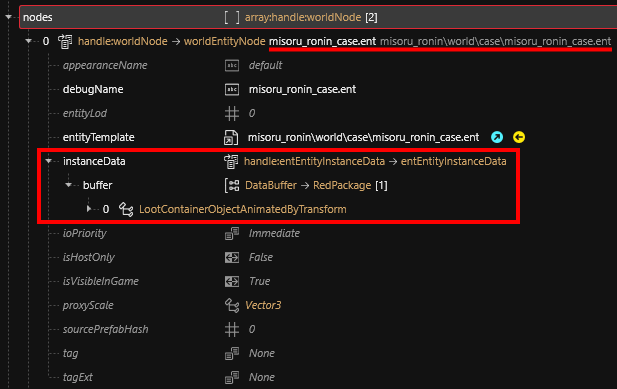 nodes [ ] array:handle:worldNode [2]
0 handle:worldNode → worldEntityNode misoru_ronin_case.ent misoru_ronin\world\case\misoru_ronin_case.ent
appearanceName abc default
debugName abc misoru_ronin_case.ent
entityLod # 0
entityTemplate misoru_ronin\world\case\misoru_ronin_case.ent
instanceData handle:entEntityInstanceData → entEntityInstanceData
buffer DataBuffer → RedPackage [1]
0 LootContainerObjectAnimatedByTransform
ioPriority Immediate
isHostOnly False
isVisibleInGame True
proxyScale Vector3
sourcePrefabHash # 0
tag None
tagExt None